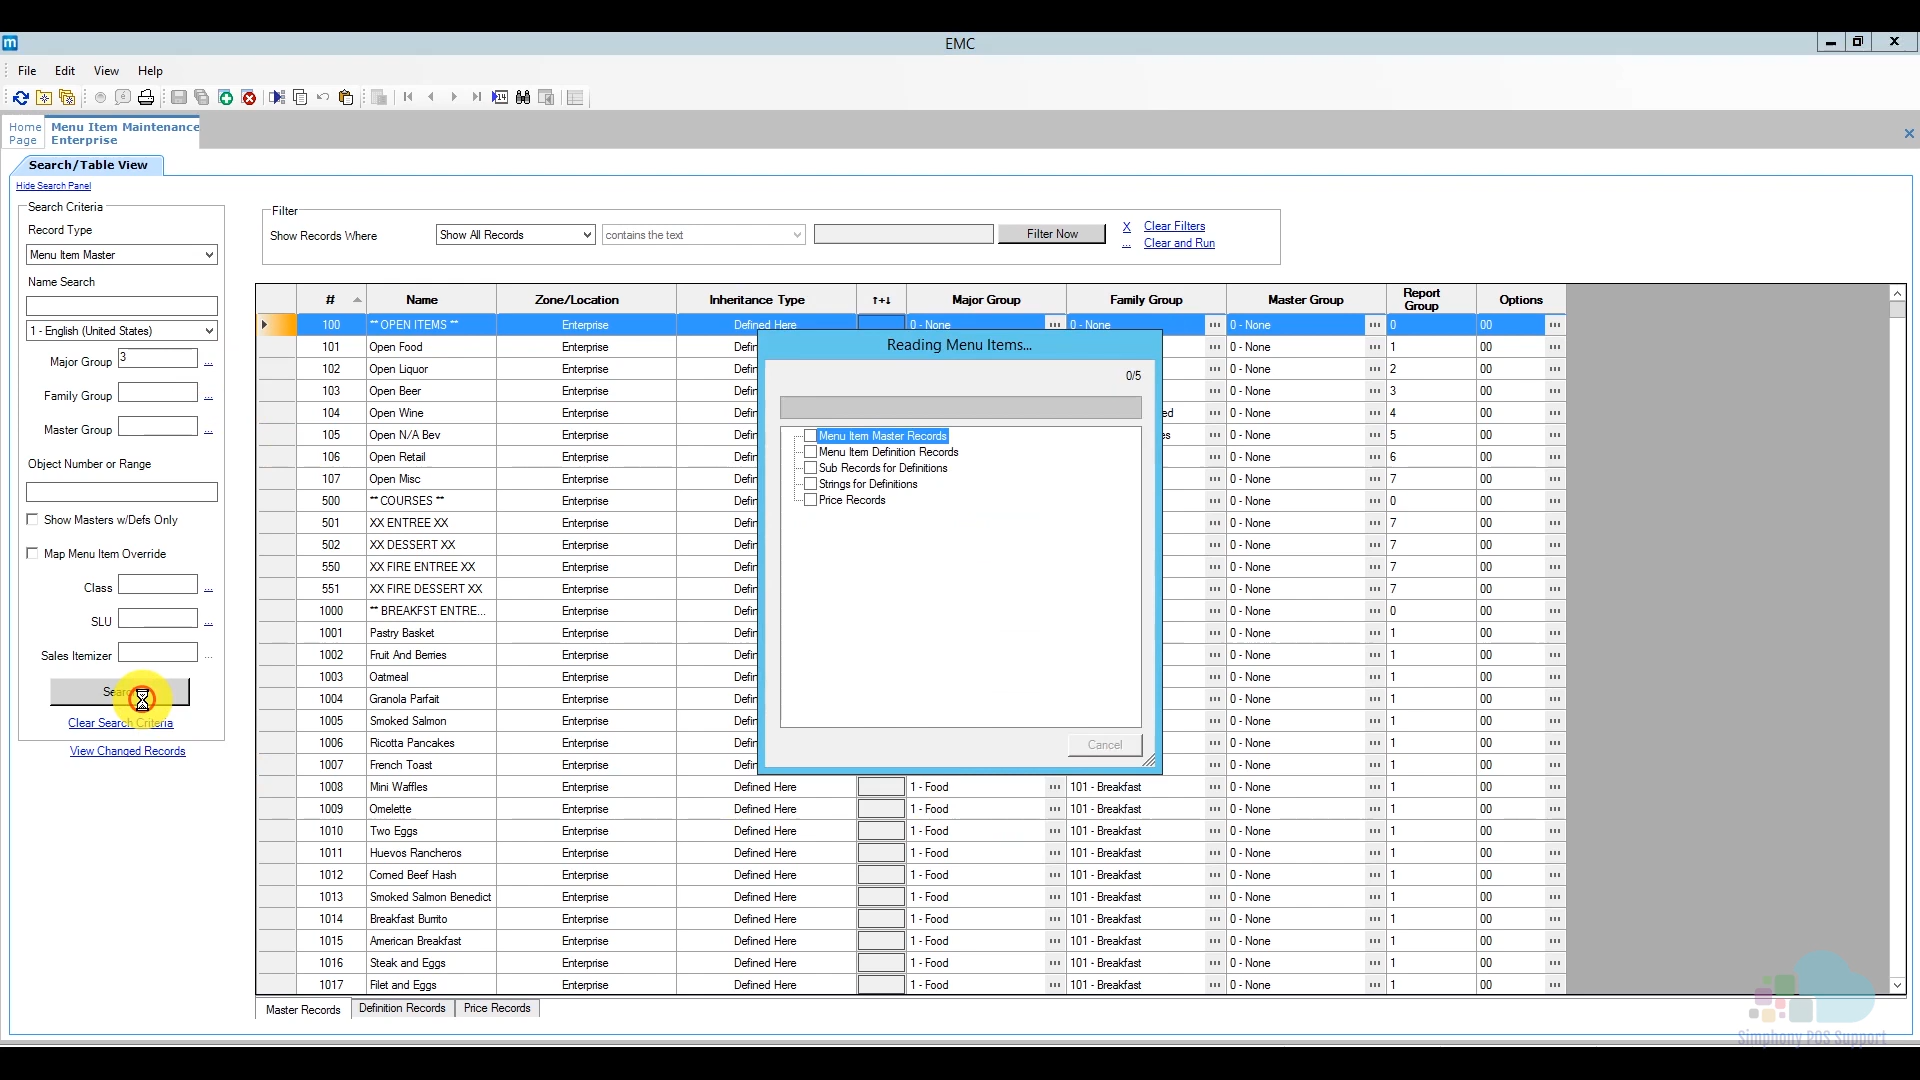 EMC
File Edit View Help
Home Page
Menu Item Maintenance Enterprise
Search/Table View
Hide Search Panel
Search Criteria
Record Type
Menu Item Master
Name Search
1 - English (United States)
Major Group 3 ...
Family Group ...
Master Group ...
Object Number or Range
Show Masters w/Defs Only
Map Menu Item Override
Class ...
SLU ...
Sales Itemizer ...
Clear Search Criteria
View Changed Records
Filter
Show Records Where Show All Records contains the text Filter Now
X Clear Filters
... Clear and Run
# Name Zone/Location Inheritance Type ↑+↓ Major Group Family Group Master Group Report Group Options
100 ** OPEN ITEMS ** Enterprise Defined Here 0 - None ... 0 - None ... 0 - None ... 0 00 ...
101 Open Food Enterprise 0 - None ... 1 00 ...
102 Open Liquor Enterprise 0 - None ... 2 00 ...
103 Open Beer Enterprise 0 - None ... 3 00 ...
104 Open Wine Enterprise 0 - None ... 4 00 ...
105 Open N/A Bev Enterprise 0 - None ... 5 00 ...
106 Open Retail Enterprise 0 - None ... 6 00 ...
107 Open Misc Enterprise 0 - None ... 7 00 ...
500 ** COURSES ** Enterprise 0 - None ... 0 00 ...
501 XX ENTREE XX Enterprise 0 - None ... 7 00 ...
502 XX DESSERT XX Enterprise 0 - None ... 7 00 ...
550 XX FIRE ENTREE XX Enterprise 0 - None ... 7 00 ...
551 XX FIRE DESSERT XX Enterprise 0 - None ... 7 00 ...
1000 ** BREAKFST ENTRE... Enterprise 0 - None ... 0 00 ...
1001 Pastry Basket Enterprise 0 - None ... 1 00 ...
1002 Fruit And Berries Enterprise 0 - None ... 1 00 ...
1003 Oatmeal Enterprise 0 - None ... 1 00 ...
1004 Granola Parfait Enterprise 0 - None ... 1 00 ...
1005 Smoked Salmon Enterprise 0 - None ... 1 00 ...
1006 Ricotta Pancakes Enterprise 0 - None ... 1 00 ...
1007 French Toast Enterprise 0 - None ... 1 00 ...
1008 Mini Waffles Enterprise Defined Here 1 - Food ... 101 - Breakfast ... 0 - None ... 1 00 ...
1009 Omelette Enterprise Defined Here 1 - Food ... 101 - Breakfast ... 0 - None ... 1 00 ...
1010 Two Eggs Enterprise Defined Here 1 - Food ... 101 - Breakfast ... 0 - None ... 1 00 ...
1011 Huevos Rancheros Enterprise Defined Here 1 - Food ... 101 - Breakfast ... 0 - None ... 1 00 ...
1012 Corned Beef Hash Enterprise Defined Here 1 - Food ... 101 - Breakfast ... 0 - None ... 1 00 ...
1013 Smoked Salmon Benedict Enterprise Defined Here 1 - Food ... 101 - Breakfast ... 0 - None ... 1 00 ...
1014 Breakfast Burrito Enterprise Defined Here 1 - Food ... 101 - Breakfast ... 0 - None ... 1 00 ...
1015 American Breakfast Enterprise Defined Here 1 - Food ... 101 - Breakfast ... 0 - None ... 1 00 ...
1016 Steak and Eggs Enterprise Defined Here 1 - Food ... 101 - Breakfast ... 0 - None ... 1 00 ...
1017 Filet and Eggs Enterprise Defined Here 1 - Food ... 101 - Breakfast ... 0 - None ... 1 00 ...
Reading Menu Items...
0/5
Menu Item Master Records
Menu Item Definition Records
Sub Records for Definitions
Strings for Definitions
Price Records
Cancel
Master Records Definition Records Price Records
Simphony POS Support